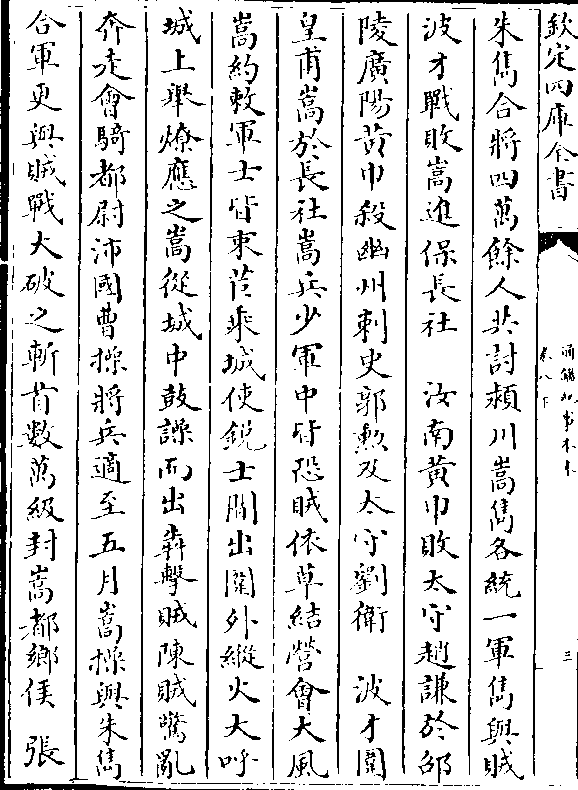 欽定四庫全書
通鑑紀事本末
卷八下
三
朱儁合將四萬餘人共討潁川嵩儁各統一軍儁與賊
波才戰敗嵩進保長社　汝南黃巾敗太守趙謙於邵
陵廣陽黃巾殺幽州刺史郭勲及太守劉衛　波才圍
皇甫嵩於長社嵩兵少軍中皆恐賊依草結營會大風
嵩約敕軍士皆束苣乘城使鋭士間出圍外縱火大呼
城上舉燎應之嵩從城中鼓譟而出犇擊賊陳賊驚亂
奔走會騎都尉沛國曹操將兵適至五月嵩操與朱儁
合軍更與賊戰大破之斬首數萬級封嵩都鄉侯　張